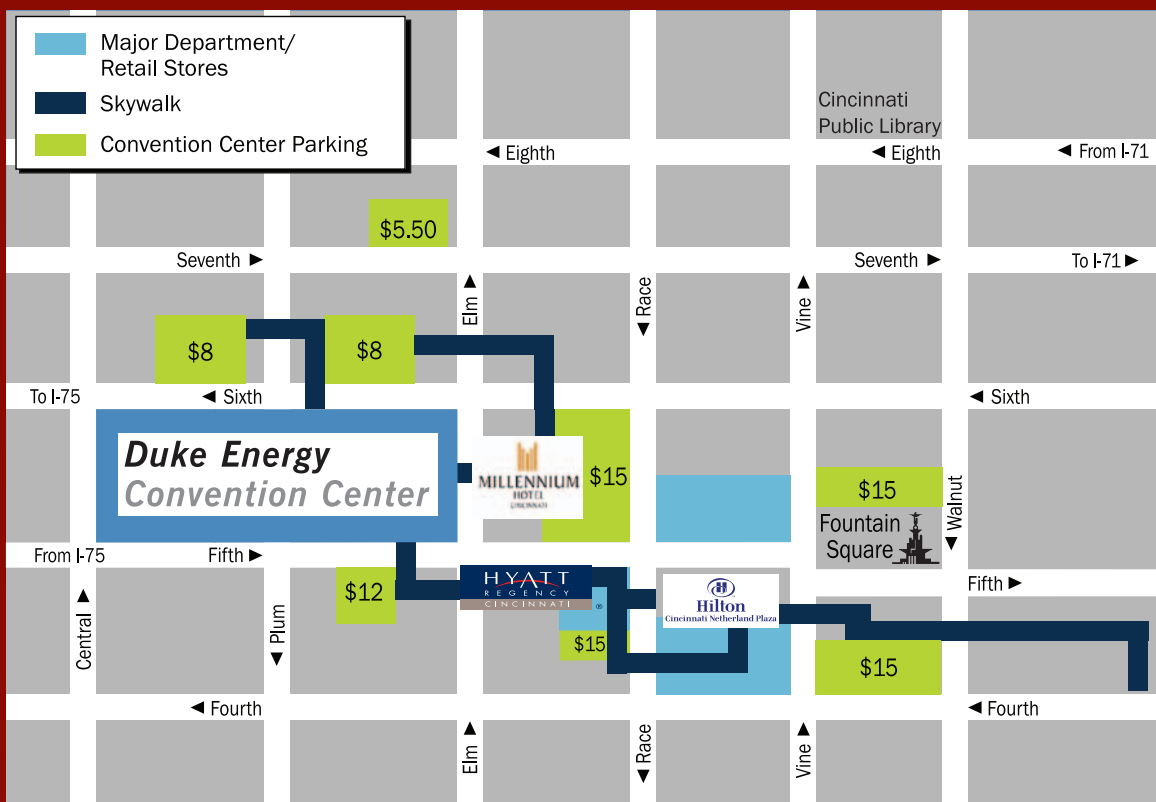 Major Department/
Retail Stores
Skywalk
Convention Center Parking
Cincinnati
Public Library
◄ Eighth
◄ Eighth
◄ From I-71
$5.50
Seventh ►
Seventh ►
To I-71 ►
Elm ►
◄ Race
Vine ►
$8
$8
To I-75
◄ Sixth
◄ Sixth
Duke Energy
Convention Center
MILLENNIUM
HOTEL
CINCINNATI
$15
$15
Fountain
Square
◄ Walnut
From I-75
Fifth ►
Fifth ►
$12
HYATT
REGENCY
CINCINNATI
®
Hilton
Cincinnati Netherland Plaza
Central ►
◄ Plum
$15
$15
◄ Fourth
◄ Fourth
Elm ►
◄ Race
Vine ►